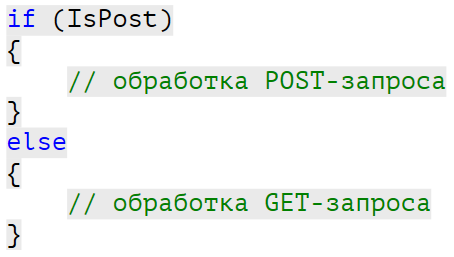 if (IsPost)
{
    // обработка POST-запроса
}
else
{
    // обработка GET-запроса
}